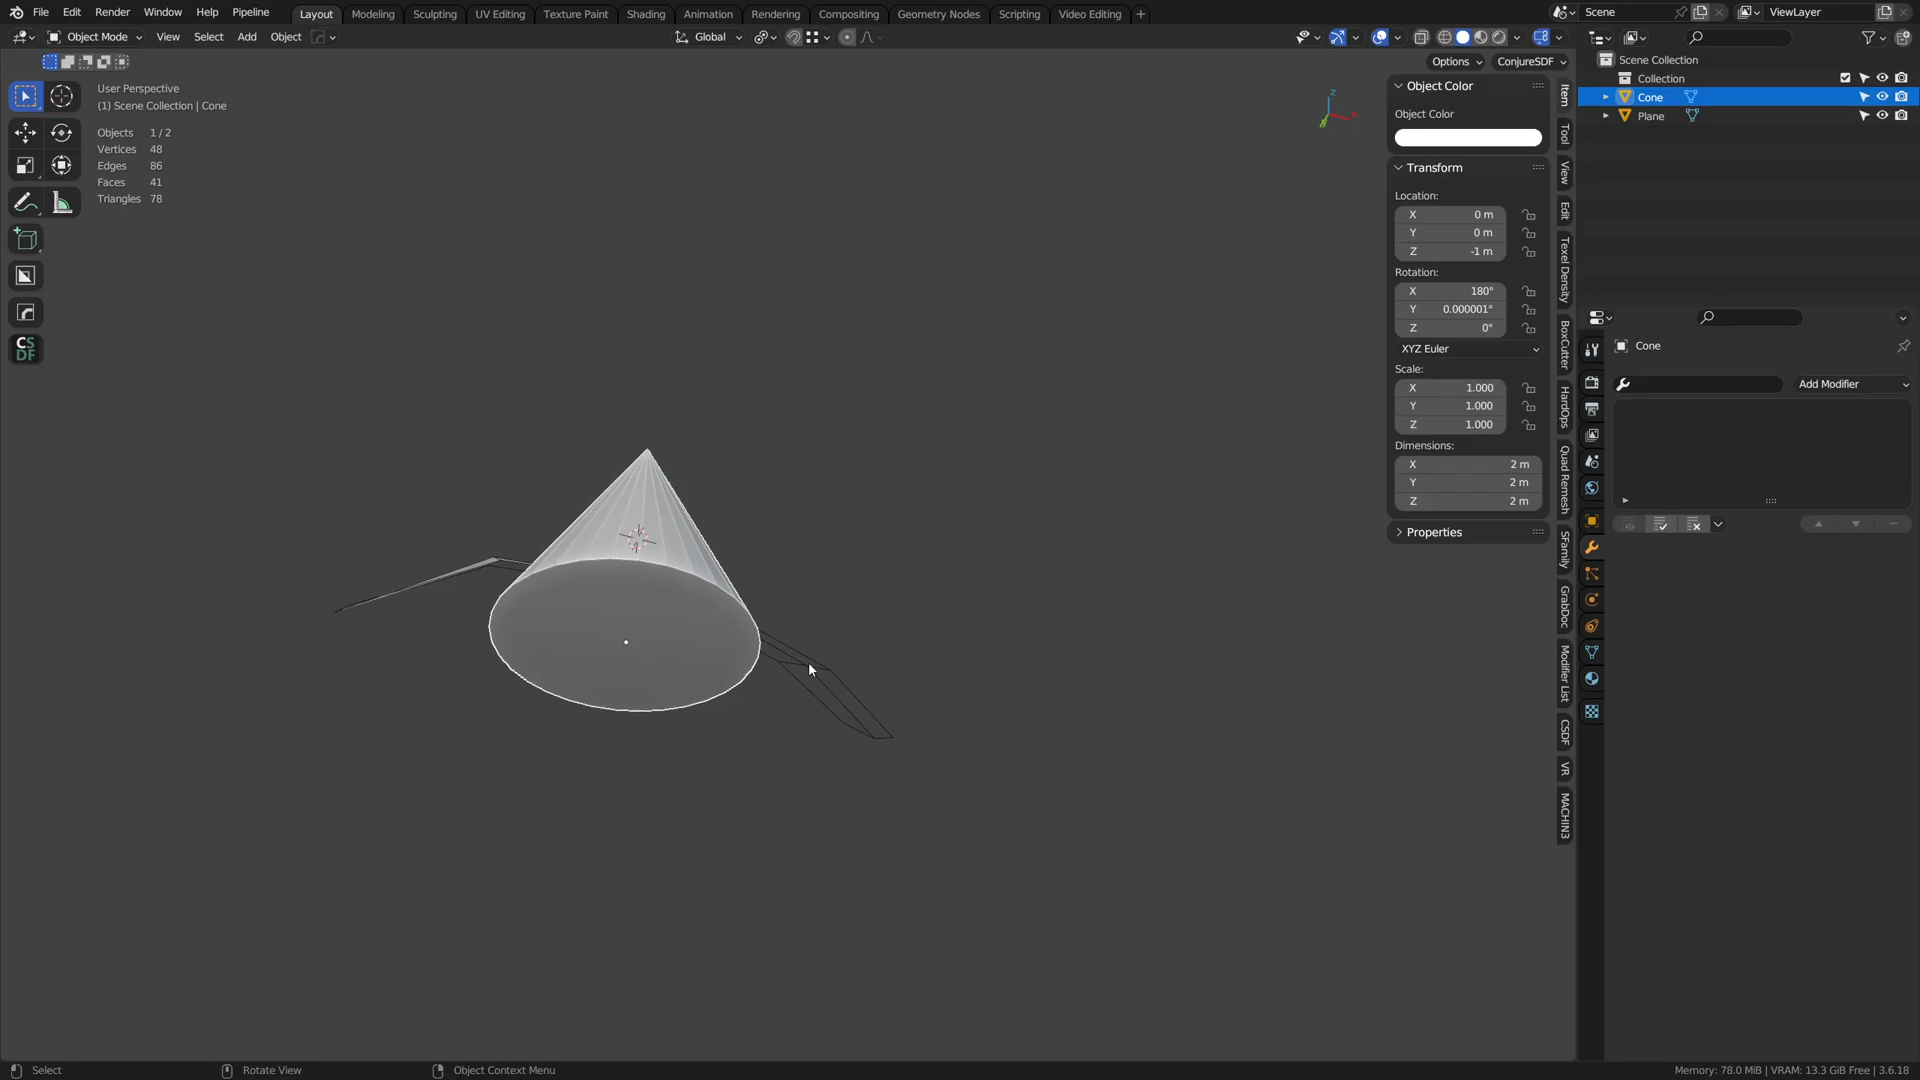 File Edit Render Window Help Pipeline Layout Modeling Sculpting UV Editing Texture Paint Shading Animation Rendering Compositing Geometry Nodes Scripting Video Editing + Scene ViewLayer
Object Mode View Select Add Object Global
Options ConjureSDF
User Perspective
(1) Scene Collection | Cone
Objects 1 / 2
Vertices 48
Edges 86
Faces 41
Triangles 78
CS
DF
Z
X
Y
Object Color
Object Color
Transform
Location:
X 0 m
Y 0 m
Z -1 m
Rotation:
X 180°
Y 0.000001°
Z 0°
XYZ Euler
Scale:
X 1.000
Y 1.000
Z 1.000
Dimensions:
X 2 m
Y 2 m
Z 2 m
Properties
Item
Tool
View
Edit
Texel Density
BoxCutter
HardOps
Quad Remesh
SFamily
GrabDoc
Modifier List
CSDF
VR
MACHIN3
Scene Collection
Collection
Cone
Plane
Cone
Add Modifier
Select Rotate View Object Context Menu Memory: 78.0 MiB | VRAM: 13.3 GiB Free | 3.6.18